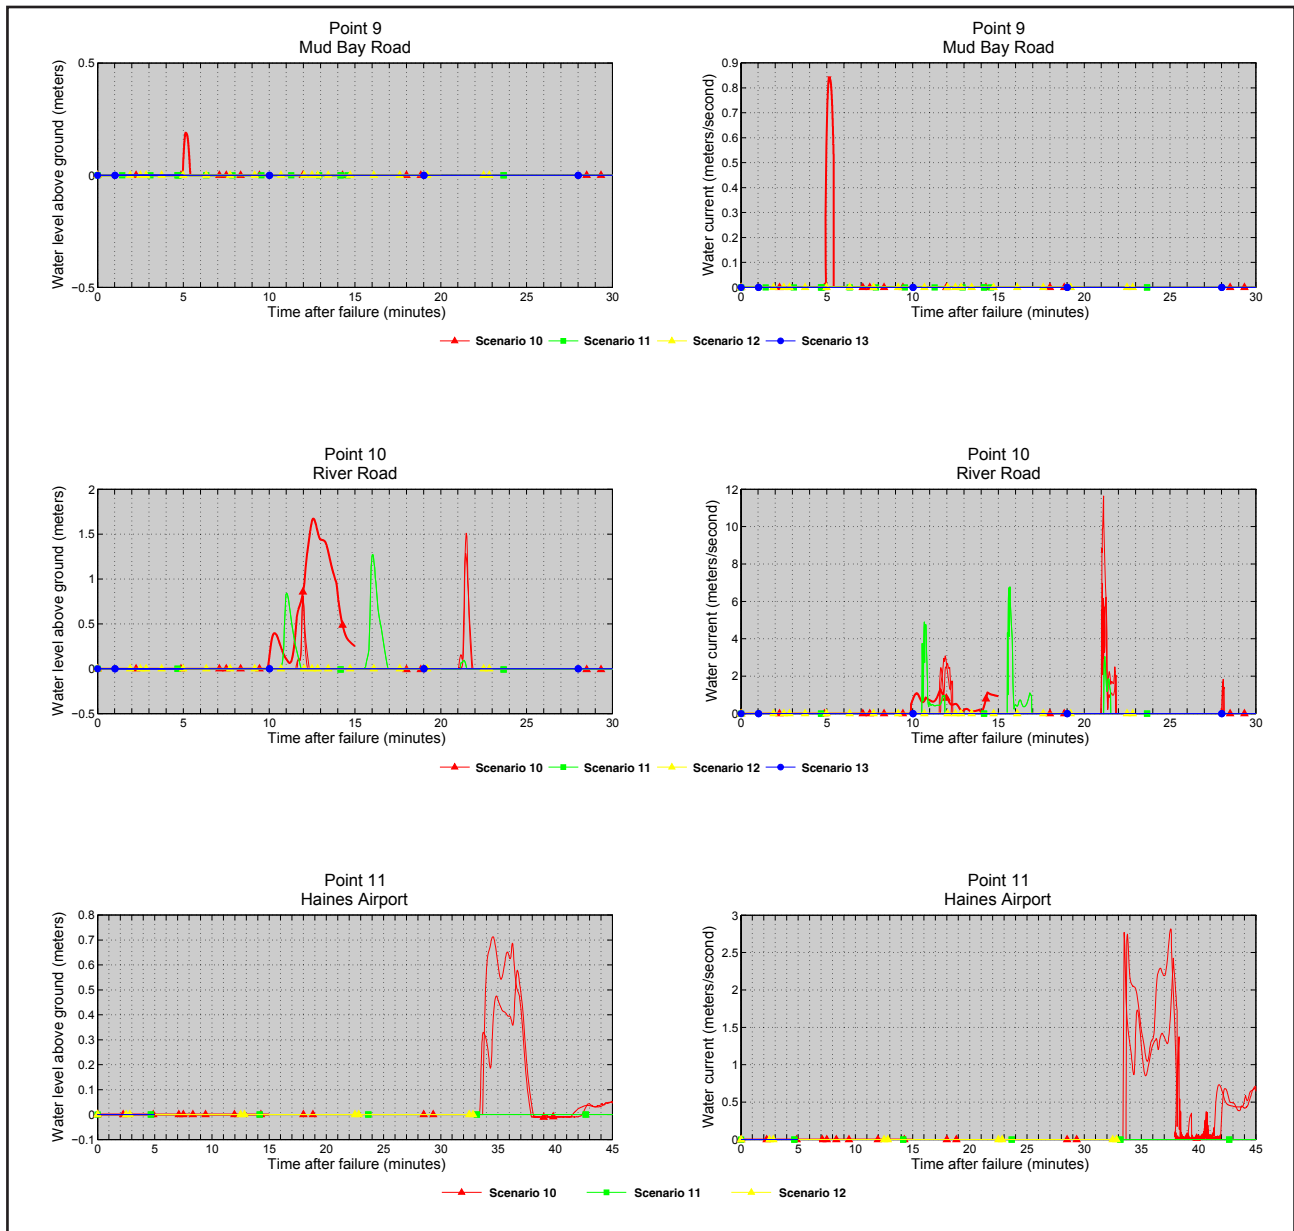 Point 9
Mud Bay Road
Water level above ground (meters)
0.5
0
−0.5
0 5 10 15 20 25 30
Time after failure (minutes)
Point 9
Mud Bay Road
Water current (meters/second)
0.9
0.8
0.7
0.6
0.5
0.4
0.3
0.2
0.1
0
0 5 10 15 20 25 30
Time after failure (minutes)
Scenario 10 Scenario 11 Scenario 12 Scenario 13
Point 10
River Road
Water level above ground (meters)
2
1.5
1
0.5
0
−0.5
0 5 10 15 20 25 30
Time after failure (minutes)
Point 10
River Road
Water current (meters/second)
12
10
8
6
4
2
0
0 5 10 15 20 25 30
Time after failure (minutes)
Scenario 10 Scenario 11 Scenario 12 Scenario 13
Point 11
Haines Airport
Water level above ground (meters)
0.8
0.7
0.6
0.5
0.4
0.3
0.2
0.1
0
−0.1
0 5 10 15 20 25 30 35 40 45
Time after failure (minutes)
Point 11
Haines Airport
Water current (meters/second)
3
2.5
2
1.5
1
0.5
0
0 5 10 15 20 25 30 35 40 45
Time after failure (minutes)
Scenario 10 Scenario 11 Scenario 12